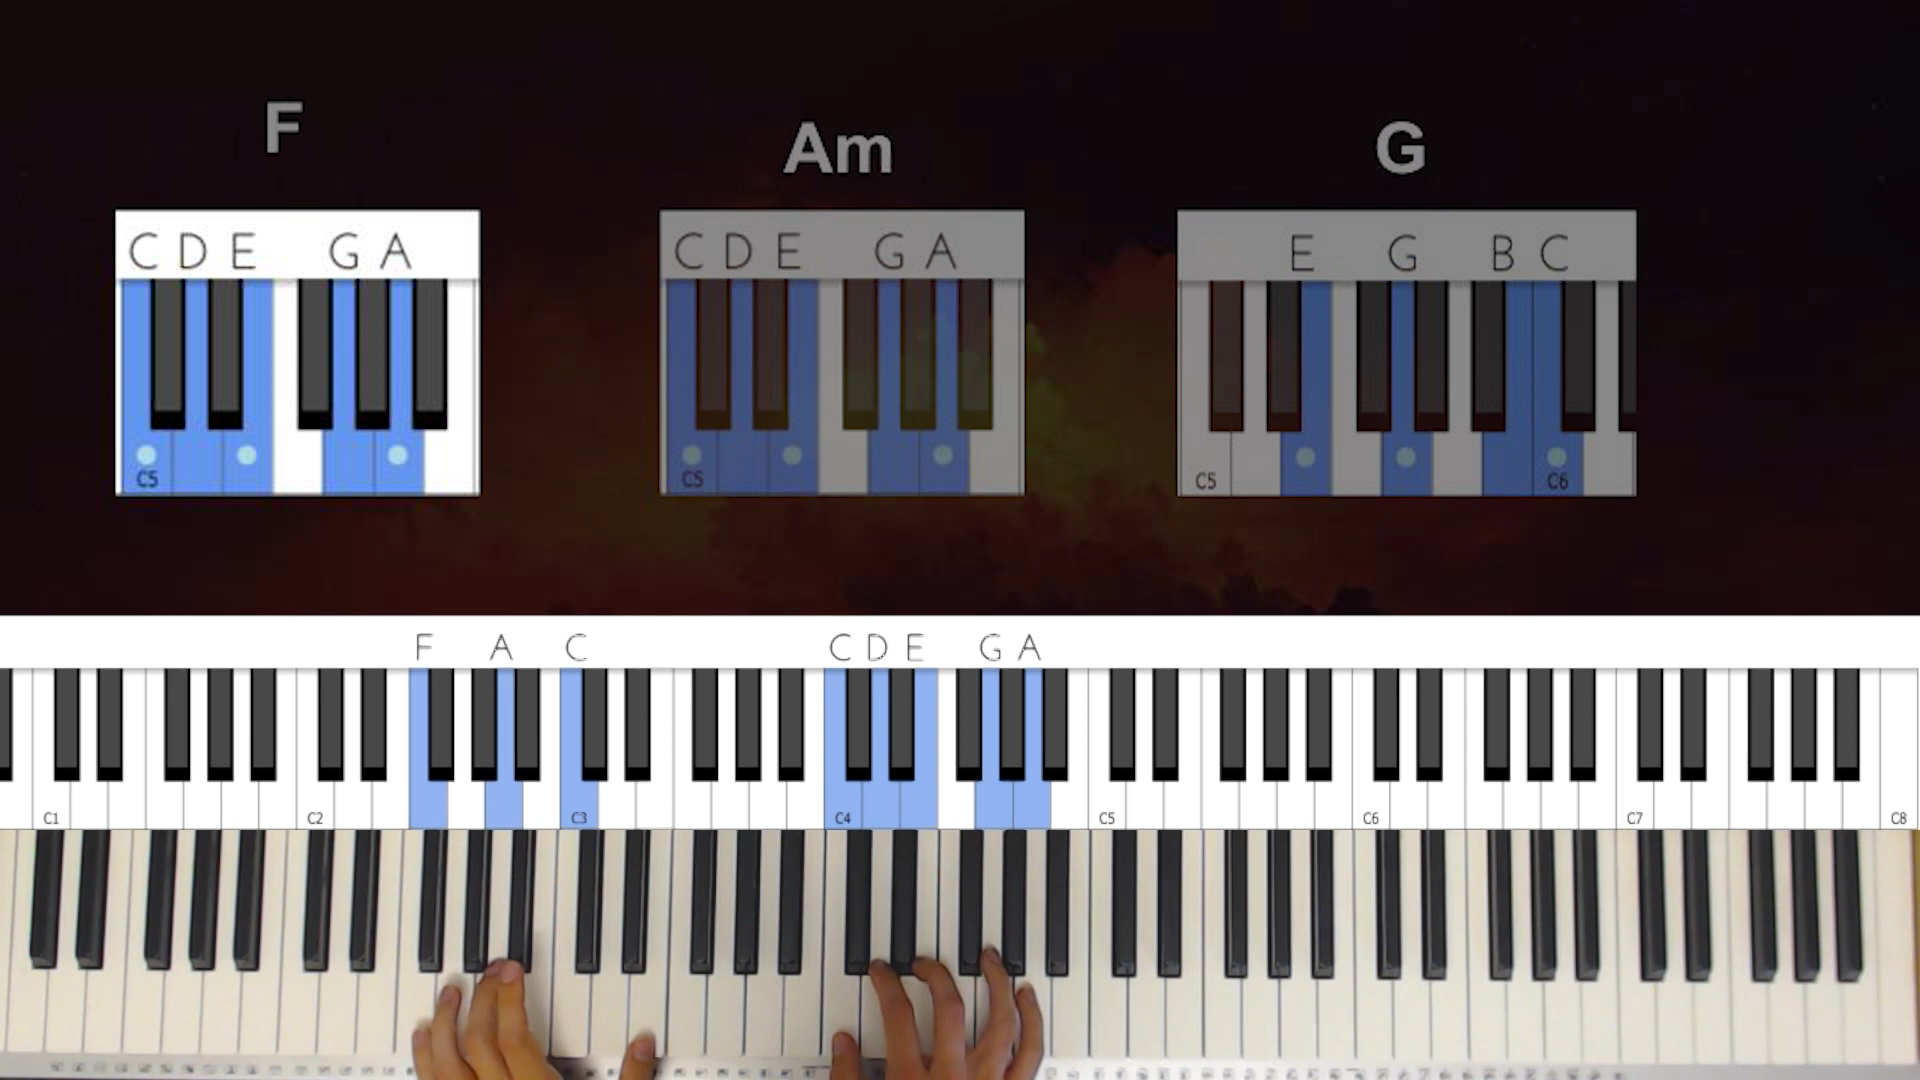 F
Am
G
C D E G A
C D E G A
E G B C
C5
C5
C5 C6
F A C C D E G A
C1 C2 C3 C4 C5 C6 C7 C8